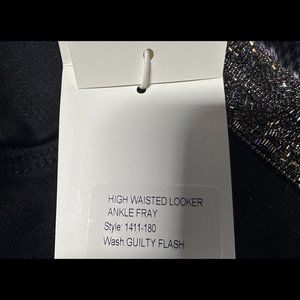 HIGH WAISTED LOOKER
ANKLE FRAY
Style: 1411-180
Wash:GUILTY FLASH